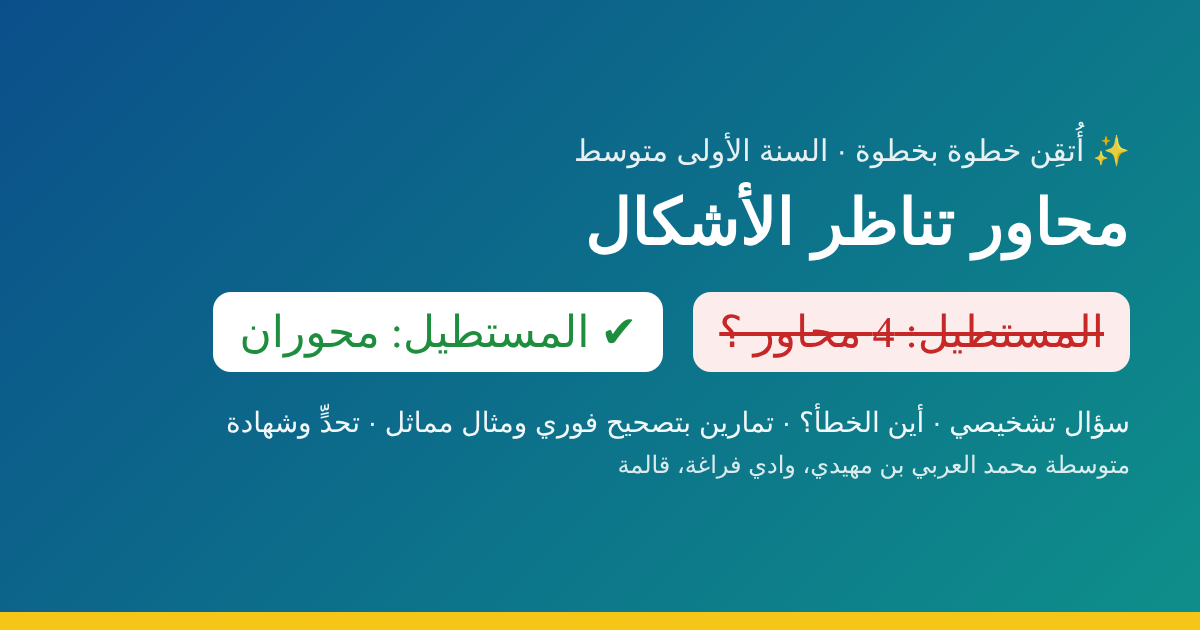 ✨ أُتقِن خطوة بخطوة · السنة الأولى متوسط
محاور تناظر الأشكال
المستطيل: 4 محاور ؟
✔ المستطيل: محوران
سؤال تشخيصي · أين الخطأ؟ · تمارين بتصحيح فوري ومثال مماثل · تحدٍّ وشهادة
متوسطة محمد العربي بن مهيدي، وادي فراغة، قالمة